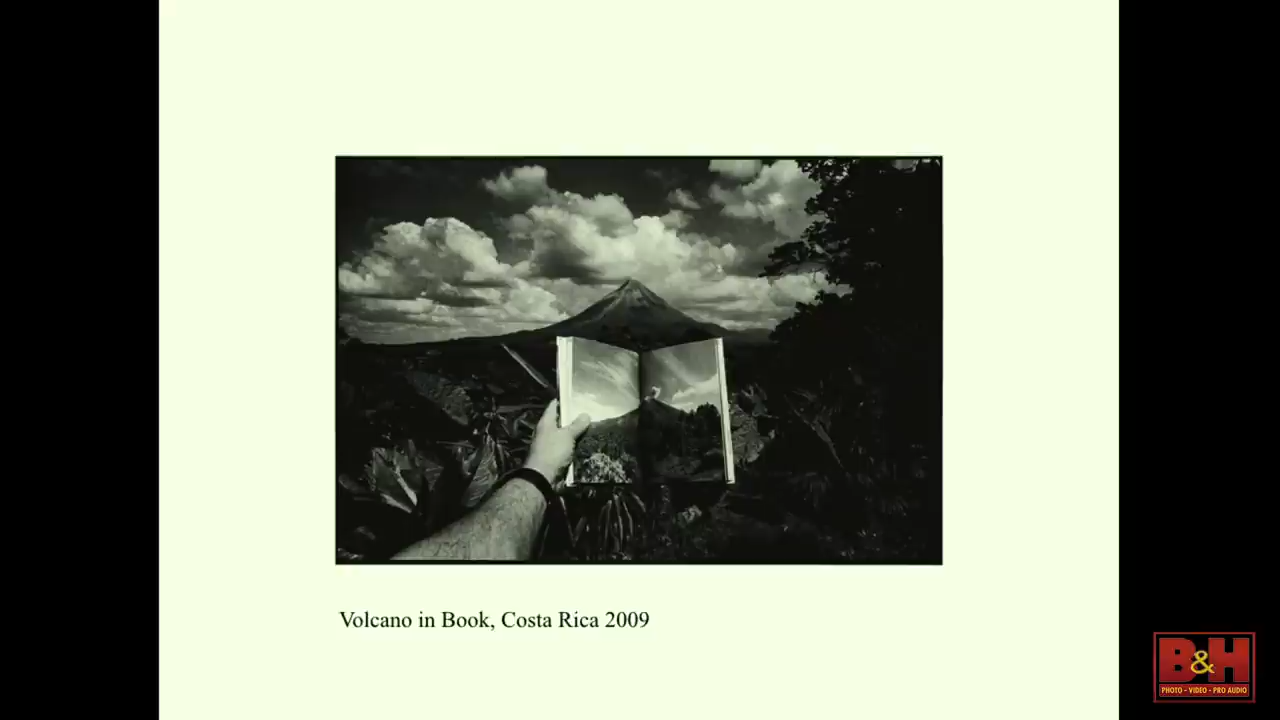 Volcano in Book, Costa Rica 2009
B&H
PHOTO - VIDEO - PRO AUDIO